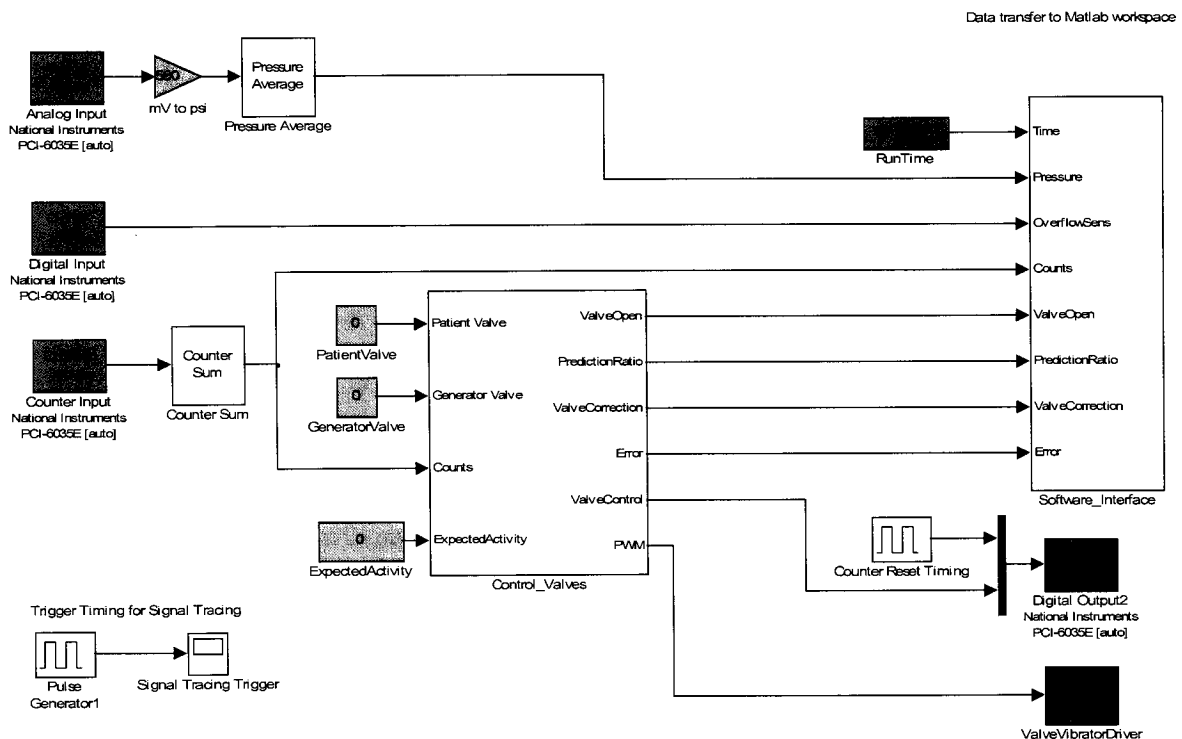 Data transfer to Matlab workspace
Pressure
Average
Pressure Average
mV to psi
Analog Input
National Instruments
PCI-6035E [auto]
RunTime
Time
Pressure
OverflowSens
Counts
ValveOpen
PredictionRatio
ValveCorrection
Error
Software_Interface
Digital Input
National Instruments
PCI-6035E [auto]
Counter
Sum
Counter Sum
Counter Input
National Instruments
PCI-6035E [auto]
0
PatientValve
0
GeneratorValve
0
ExpectedActivity
Patient Valve
Generator Valve
Counts
ExpectedActivity
ValveOpen
PredictionRatio
ValveCorrection
Error
ValveControl
PWM
Control_Valves
Counter Reset Timing
Digital Output2
National Instruments
PCI-6035E [auto]
Trigger Timing for Signal Tracing
Pulse
Generator1
Signal Tracing Trigger
ValveVibratorDriver